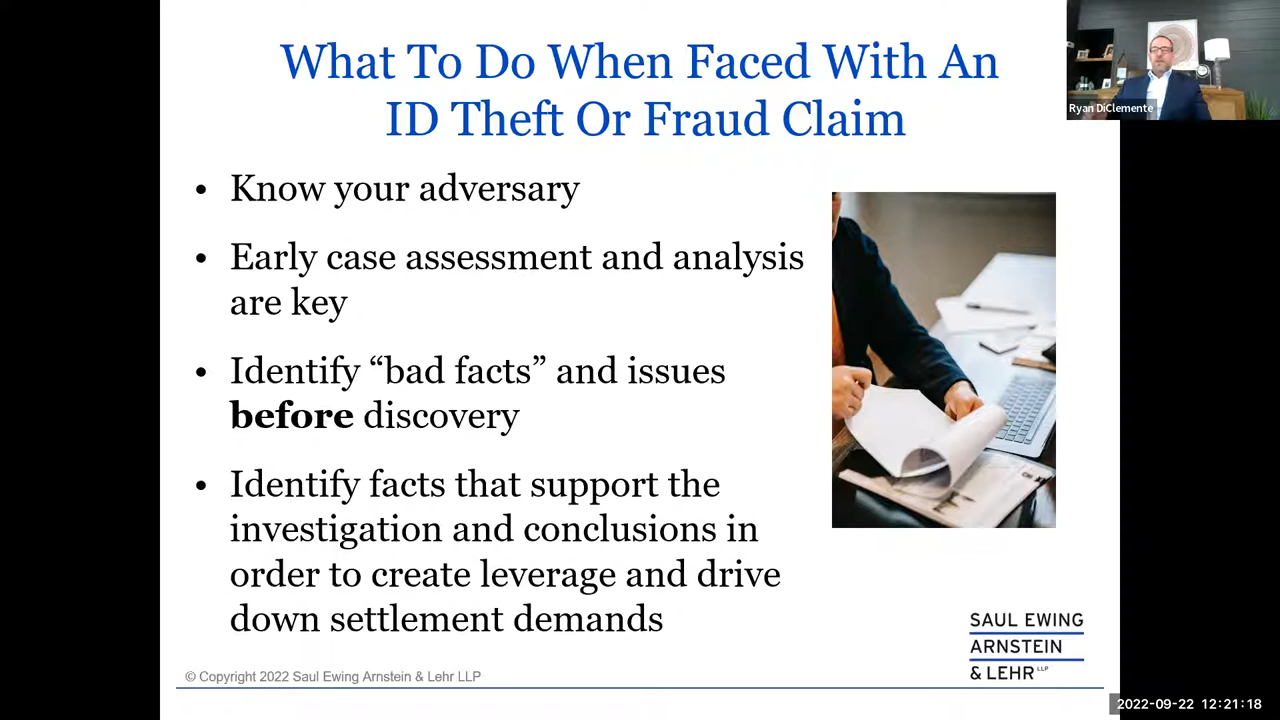 What To Do When Faced With An
ID Theft Or Fraud Claim
Ryan DiClemente
• Know your adversary
• Early case assessment and analysis
are key
• Identify “bad facts” and issues
before discovery
• Identify facts that support the
investigation and conclusions in
order to create leverage and drive
down settlement demands
SAUL EWING
ARNSTEIN
& LEHR LLP
© Copyright 2022 Saul Ewing Arnstein & Lehr LLP
2022-09-22 12:21:18